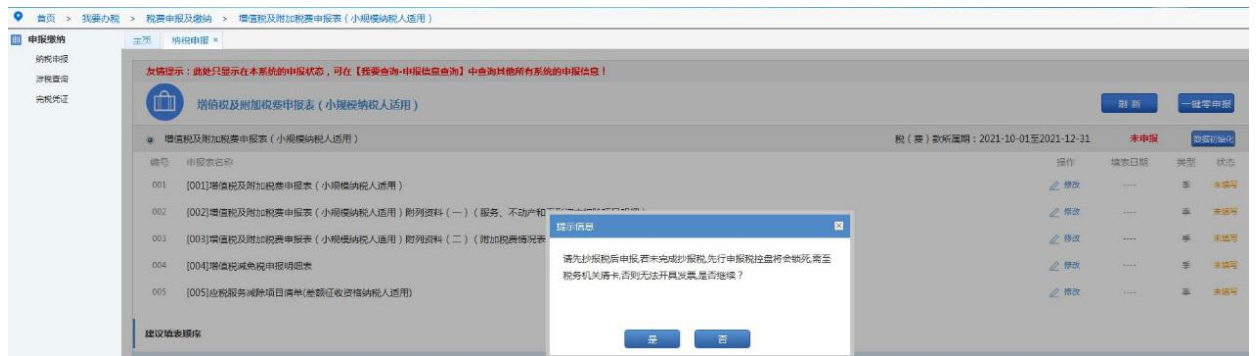 首页 > 我要办税 > 税费申报及缴纳 > 增值税及附加税费申报表（小规模纳税人适用）
申报缴纳
纳税申报
涉税查询
完税凭证
主页 纳税申报 ×
友情提示：此处只显示在本系统的申报状态，可在【我要查询-申报信息查询】中查询其他所有系统的申报信息！
增值税及附加税费申报表（小规模纳税人适用）
刷新 一键零申报
增值税及附加税费申报表（小规模纳税人适用） 税（费）款所属期：2021-10-01至2021-12-31 未申报 数据初始化
编号 申报表名称 操作 填表日期 类型 状态
001 [001]增值税及附加税费申报表（小规模纳税人适用） 修改 ---- 季 未填写
002 [002]增值税及附加税费申报表（小规模纳税人适用）附列资料（一）（服务、不动产和 修改 ---- 季 未填写
003 [003]增值税及附加税费申报表（小规模纳税人适用）附列资料（二）（附加税费情况表 修改 ---- 季 未填写
004 [004]增值税减免税申报明细表 修改 ---- 季 未填写
005 [005]应税服务减除项目清单(差额征收资格纳税人适用) 修改 ---- 季 未填写
建议填表顺序
提示信息
请先抄报税后申报,若未完成抄报税,先行申报税控盘将会锁死,需至
税务机关清卡,否则无法开具发票,是否继续？
是 否